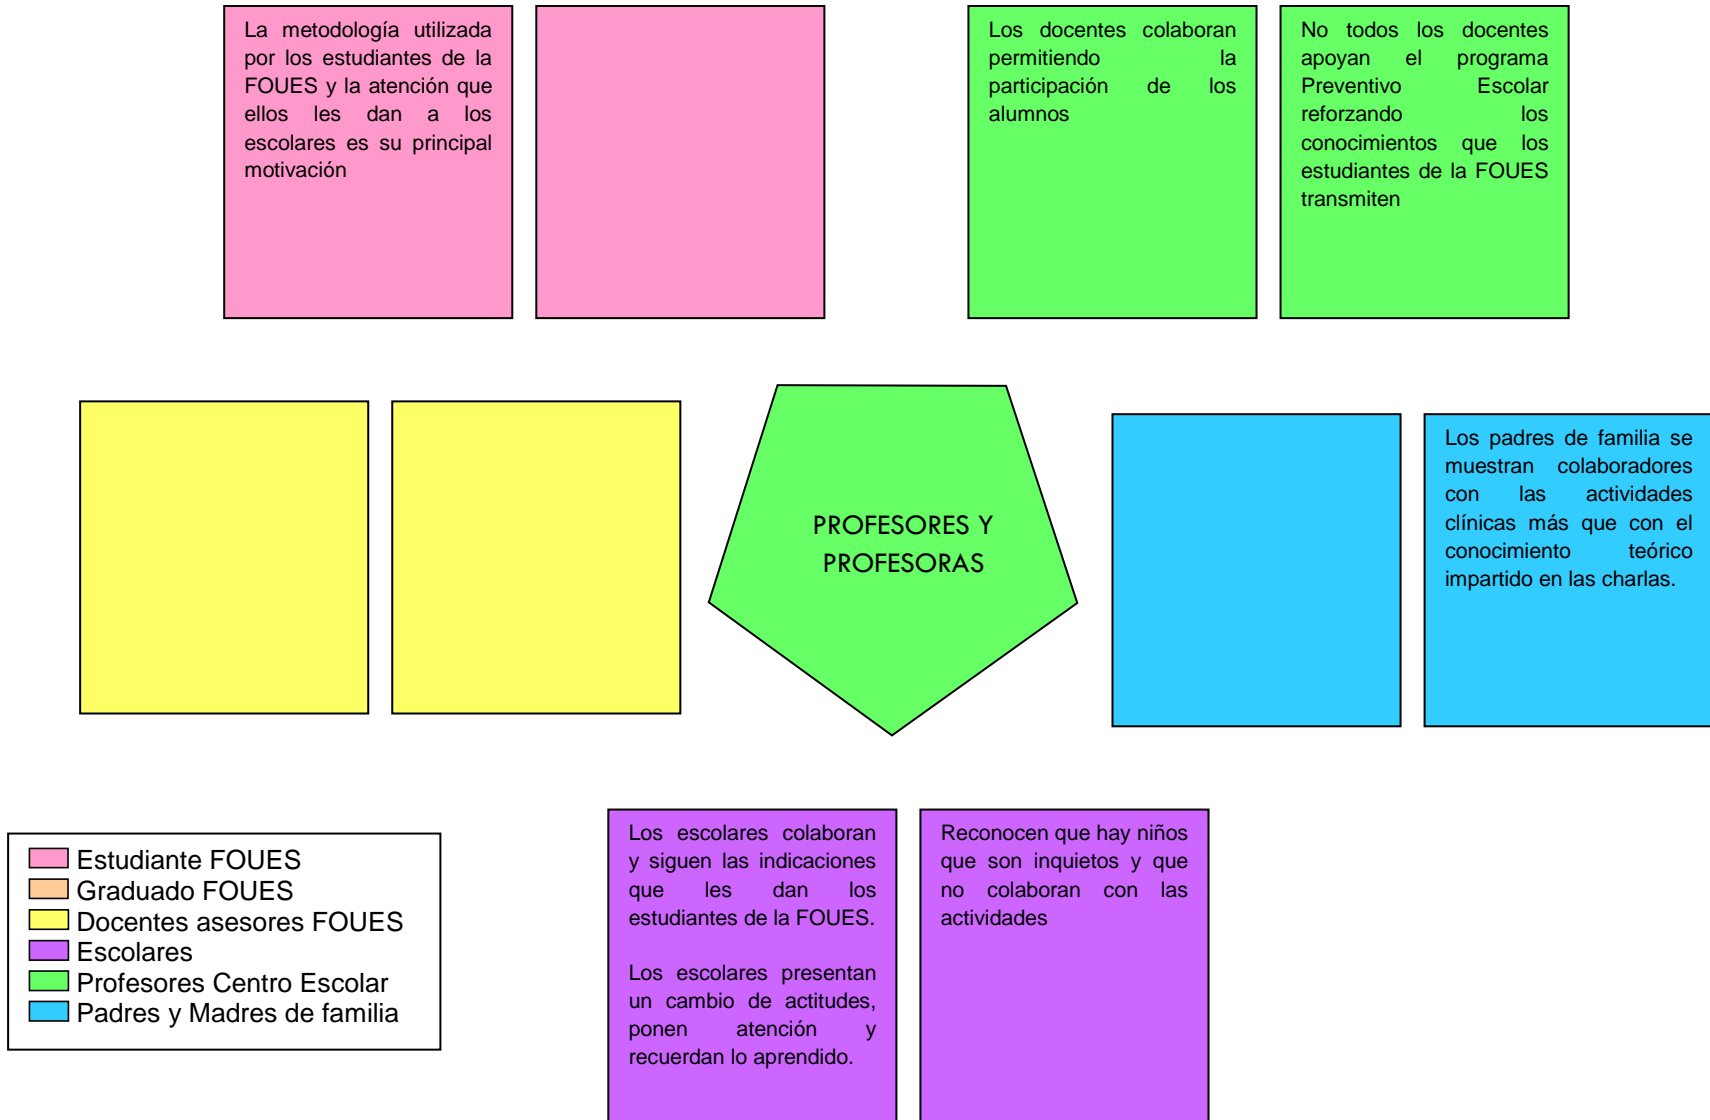 La metodología utilizada
por los estudiantes de la
FOUES y la atención que
ellos les dan a los
escolares es su principal
motivación
Los docentes colaboran
permitiendo la
participación de los
alumnos
No todos los docentes
apoyan el programa
Preventivo Escolar
reforzando los
conocimientos que los
estudiantes de la FOUES
transmiten
PROFESORES Y
PROFESORAS
Los padres de familia se
muestran colaboradores
con las actividades
clínicas más que con el
conocimiento teórico
impartido en las charlas.
Estudiante FOUES
Graduado FOUES
Docentes asesores FOUES
Escolares
Profesores Centro Escolar
Padres y Madres de familia
Los escolares colaboran
y siguen las indicaciones
que les dan los
estudiantes de la FOUES.
Los escolares presentan
un cambio de actitudes,
ponen atención y
recuerdan lo aprendido.
Reconocen que hay niños
que son inquietos y que
no colaboran con las
actividades